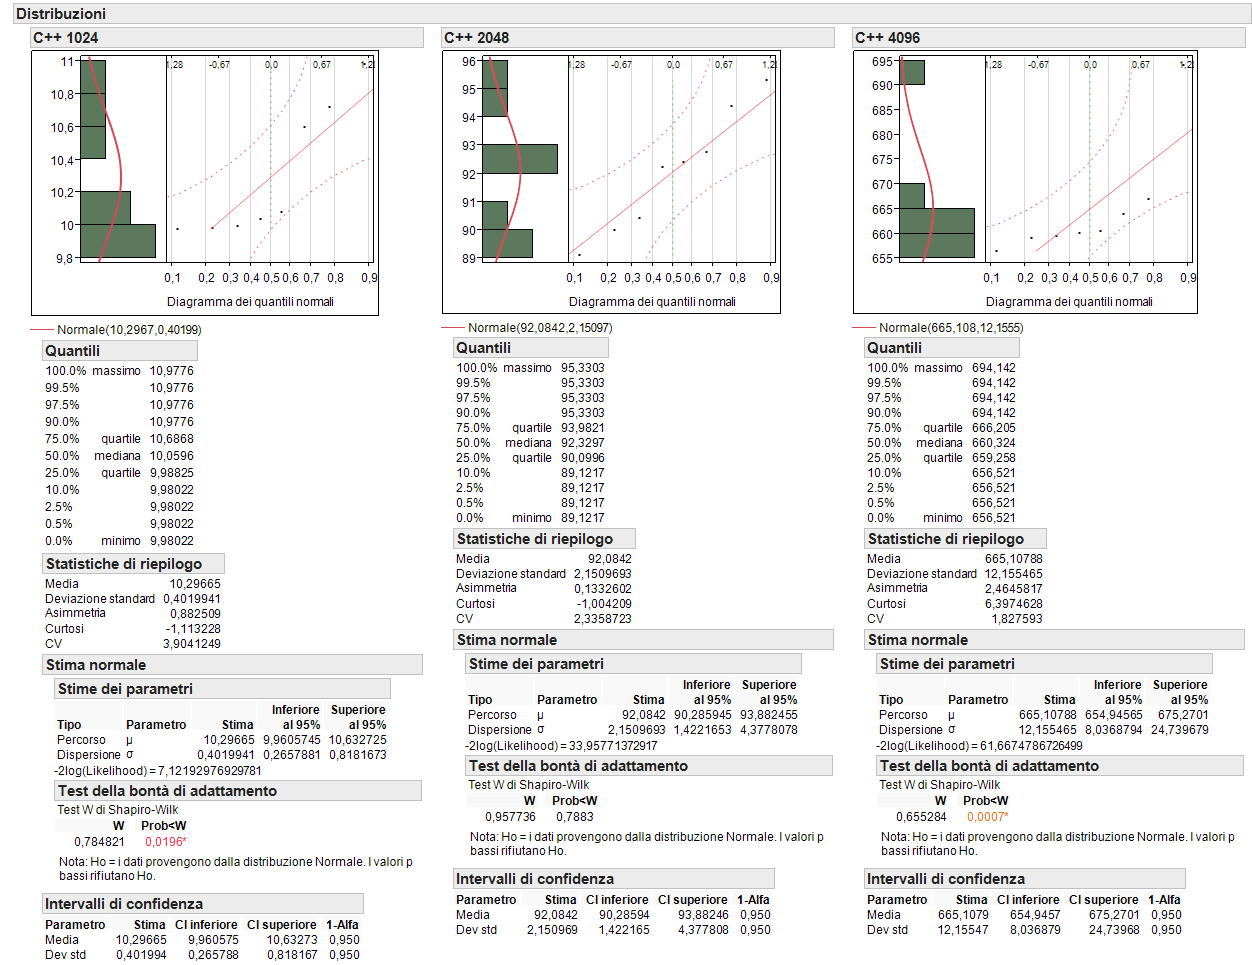 Distribuzioni
C++ 1024
11
10,8
10,6
10,4
10,2
10
9,8
1,28 -0,67 0,0 0,67
0,1 0,2 0,3 0,4 0,5 0,6 0,7 0,8 0,9
Diagramma dei quantili normali
Normale(10,2967,0,40199)
Quantili
100.0% massimo 10,9776
99.5% 10,9776
97.5% 10,9776
90.0% 10,9776
75.0% quartile 10,6868
50.0% mediana 10,0596
25.0% quartile 9,98825
10.0% 9,98022
2.5% 9,98022
0.5% 9,98022
0.0% minimo 9,98022
Statistiche di riepilogo
Media 10,29665
Deviazione standard 0,4019941
Asimmetria 0,882509
Curtosi -1,113228
CV 3,9041249
Stima normale
Stime dei parametri
Inferiore Superiore
Tipo Parametro Stima al 95% al 95%
Percorso μ 10,29665 9,9605745 10,632725
Dispersione σ 0,4019941 0,2657881 0,8181673
-2log(Likelihood) = 7,12192976929781
Test della bontà di adattamento
Test W di Shapiro-Wilk
W Prob<W
0,784821 0,0196*
Nota: Ho = i dati provengono dalla distribuzione Normale. I valori p
bassi rifiutano Ho.
Intervalli di confidenza
Parametro Stima CI inferiore CI superiore 1-Alfa
Media 10,29665 9,960575 10,63273 0,950
Dev std 0,401994 0,265788 0,818167 0,950
C++ 2048
96
95
94
93
92
91
90
89
1,28 -0,67 0,0 0,67
0,1 0,2 0,3 0,4 0,5 0,6 0,7 0,8 0,9
Diagramma dei quantili normali
Normale(92,0842,2,15097)
Quantili
100.0% massimo 95,3303
99.5% 95,3303
97.5% 95,3303
90.0% 95,3303
75.0% quartile 93,9821
50.0% mediana 92,3297
25.0% quartile 90,0996
10.0% 89,1217
2.5% 89,1217
0.5% 89,1217
0.0% minimo 89,1217
Statistiche di riepilogo
Media 92,0842
Deviazione standard 2,1509693
Asimmetria 0,1332602
Curtosi -1,004209
CV 2,3358723
Stima normale
Stime dei parametri
Inferiore Superiore
Tipo Parametro Stima al 95% al 95%
Percorso μ 92,0842 90,285945 93,882455
Dispersione σ 2,1509693 1,4221653 4,3778078
-2log(Likelihood) = 33,95771372917
Test della bontà di adattamento
Test W di Shapiro-Wilk
W Prob<W
0,957736 0,7883
Nota: Ho = i dati provengono dalla distribuzione Normale. I valori p
bassi rifiutano Ho.
Intervalli di confidenza
Parametro Stima CI inferiore CI superiore 1-Alfa
Media 92,0842 90,28594 93,88246 0,950
Dev std 2,150969 1,422165 4,377808 0,950
C++ 4096
695
690
685
680
675
670
665
660
655
1,28 -0,67 0,0 0,67
0,1 0,2 0,3 0,4 0,5 0,6 0,7 0,8 0,9
Diagramma dei quantili normali
Normale(665,108,12,1555)
Quantili
100.0% massimo 694,142
99.5% 694,142
97.5% 694,142
90.0% 694,142
75.0% quartile 666,205
50.0% mediana 660,324
25.0% quartile 659,258
10.0% 656,521
2.5% 656,521
0.5% 656,521
0.0% minimo 656,521
Statistiche di riepilogo
Media 665,10788
Deviazione standard 12,155465
Asimmetria 2,4645817
Curtosi 6,3974628
CV 1,827593
Stima normale
Stime dei parametri
Inferiore Superiore
Tipo Parametro Stima al 95% al 95%
Percorso μ 665,10788 654,94565 675,2701
Dispersione σ 12,155465 8,0368794 24,739679
-2log(Likelihood) = 61,6674786726499
Test della bontà di adattamento
Test W di Shapiro-Wilk
W Prob<W
0,655284 0,0007*
Nota: Ho = i dati provengono dalla distribuzione Normale. I valori p
bassi rifiutano Ho.
Intervalli di confidenza
Parametro Stima CI inferiore CI superiore 1-Alfa
Media 665,1079 654,9457 675,2701 0,950
Dev std 12,15547 8,036879 24,73968 0,950